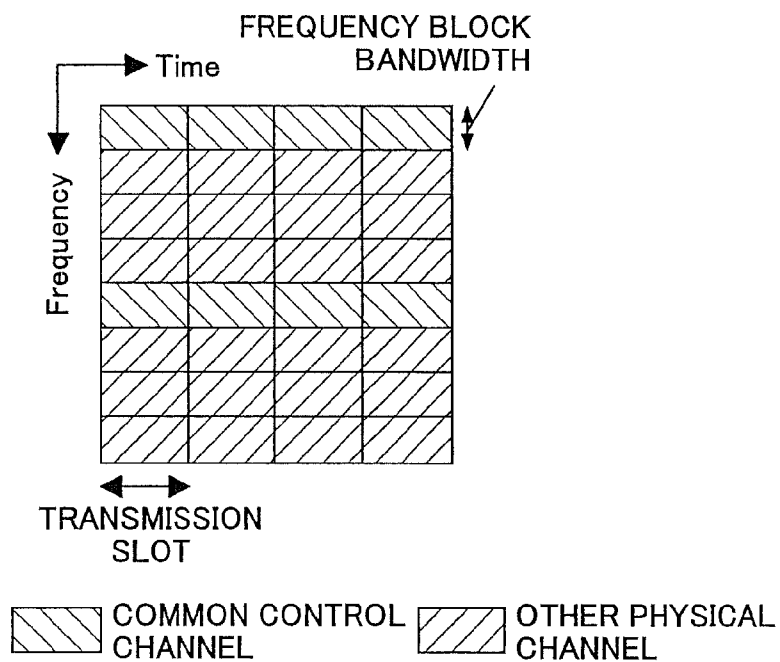 FREQUENCY BLOCK
BANDWIDTH
Time
Frequency
TRANSMISSION
SLOT
COMMON CONTROL
CHANNEL
OTHER PHYSICAL
CHANNEL